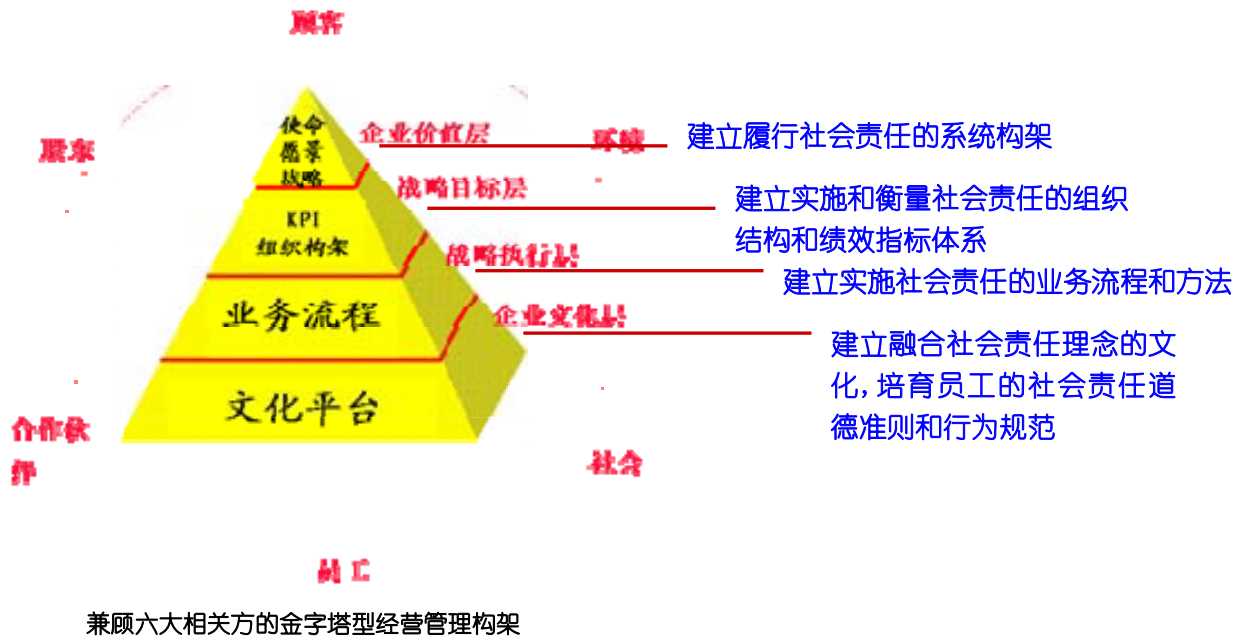 顾客
股东
环境
使命
愿景
战略
企业价值层
建立履行社会责任的系统构架
KPI
组织构架
战略目标层
建立实施和衡量社会责任的组织
结构和绩效指标体系
业务流程
战略执行层
建立实施社会责任的业务流程和方法
文化平台
企业文化层
建立融合社会责任理念的文
化,培育员工的社会责任道
德准则和行为规范
合作伙
伴
社会
员工
兼顾六大相关方的金字塔型经营管理构架